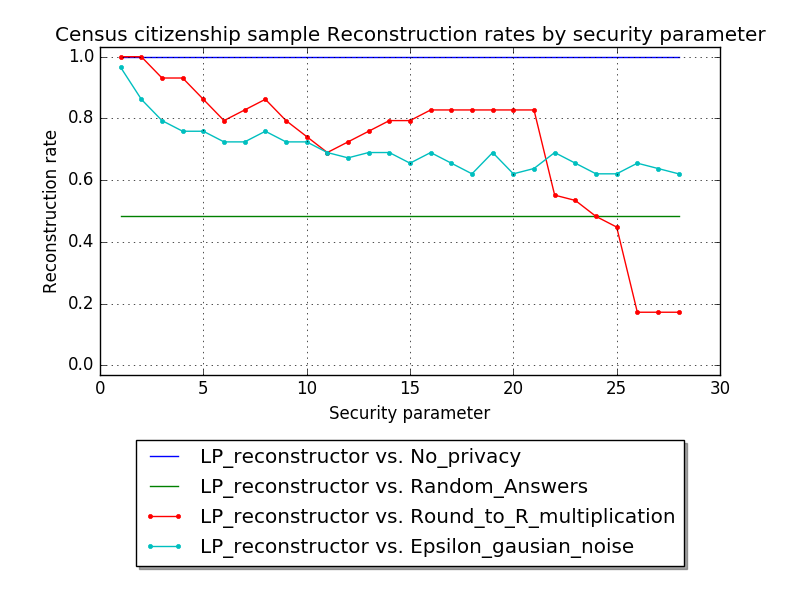 Census citizenship sample Reconstruction rates by security parameter
1.0
0.8
0.6
0.4
0.2
0.0
Reconstruction rate
0 5 10 15 20 25 30
Security parameter
LP_reconstructor vs. No_privacy
LP_reconstructor vs. Random_Answers
LP_reconstructor vs. Round_to_R_multiplication
LP_reconstructor vs. Epsilon_gausian_noise